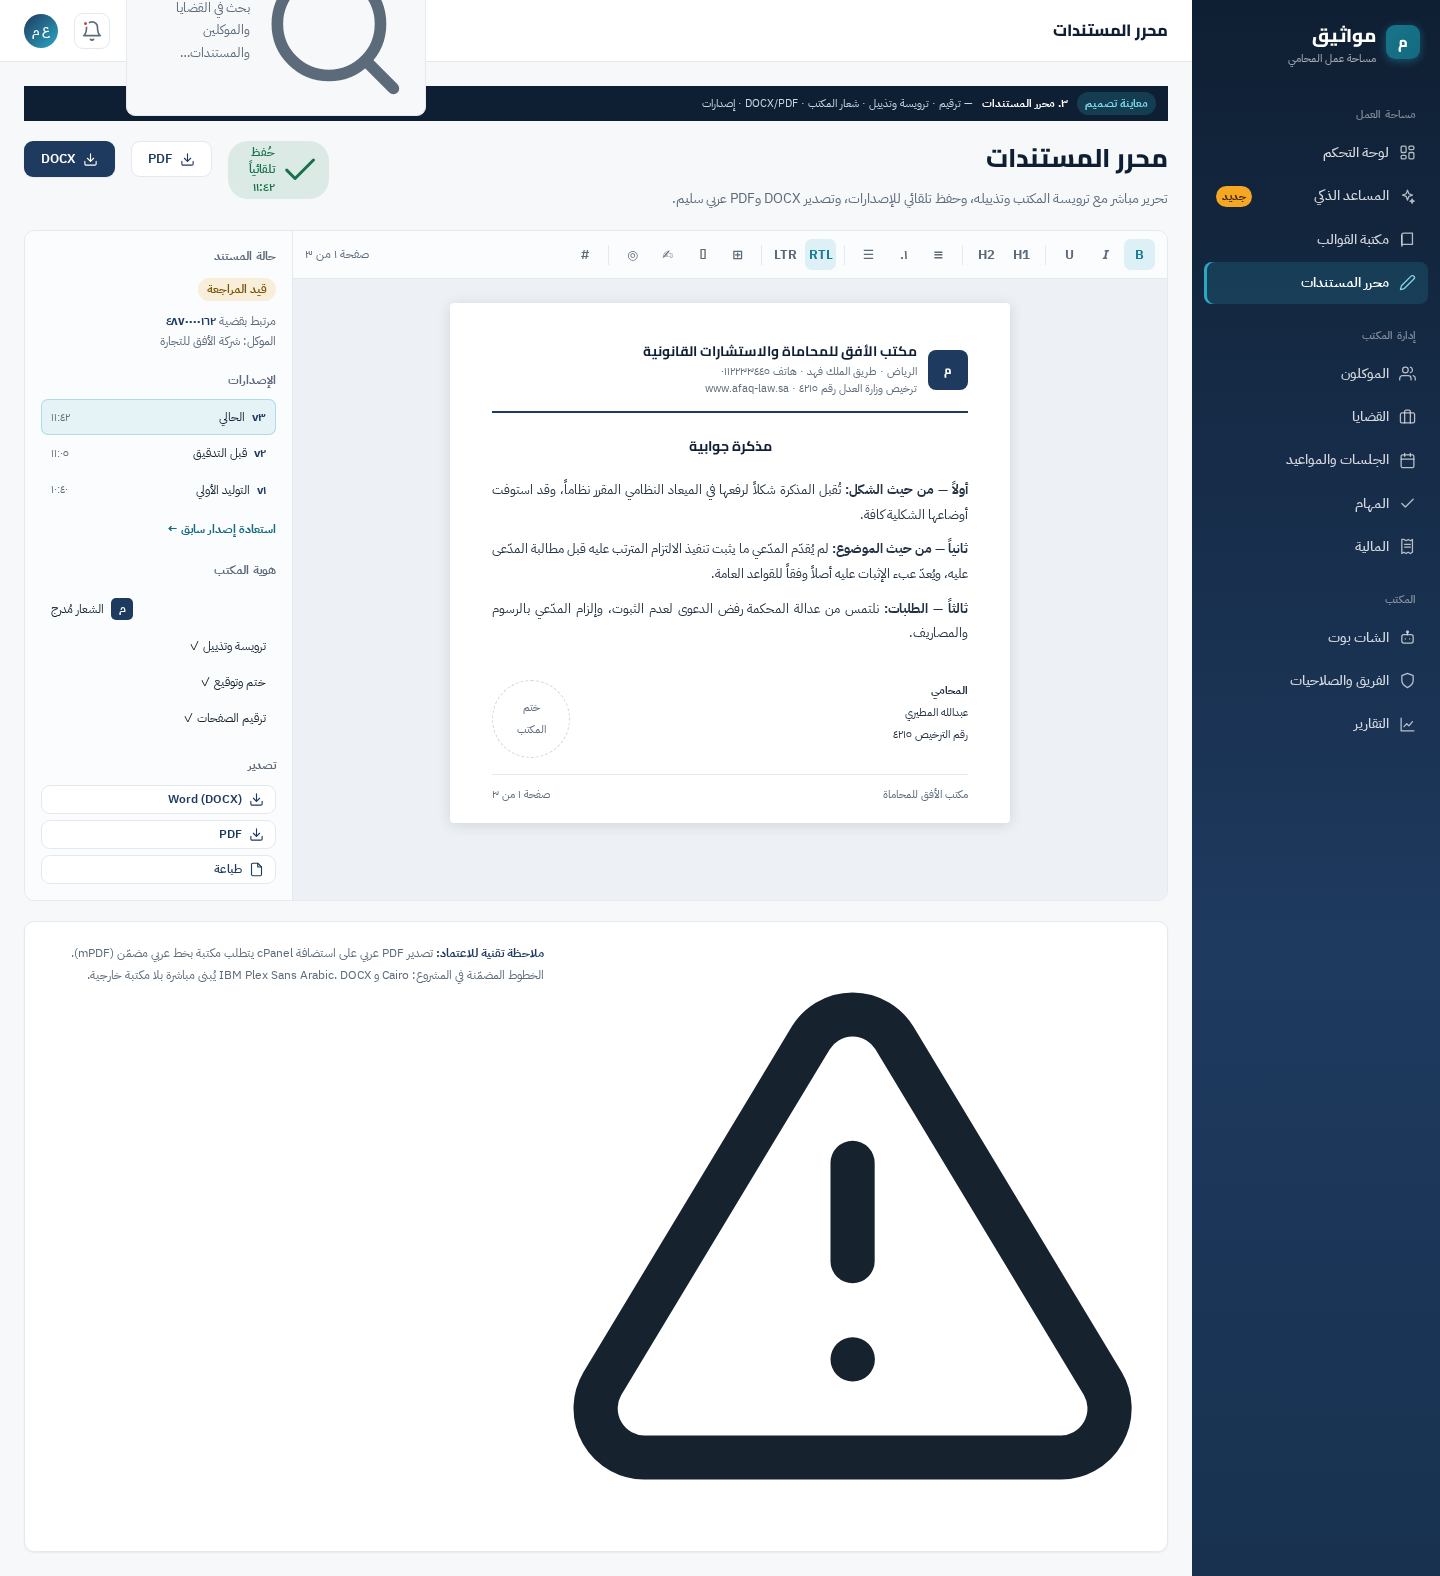 م
مواثيق
مساحة عمل المحامي
مساحة العمل
لوحة التحكم
المساعد الذكي
جديد
مكتبة القوالب
محرر المستندات
إدارة المكتب
الموكلون
القضايا
الجلسات والمواعيد
المهام
المالية
المكتب
الشات بوت
الفريق والصلاحيات
التقارير
محرر المستندات
بحث في القضايا
والموكلين
والمستندات...
ع م
معاينة تصميم ٣. محرر المستندات — ترقيم · ترويسة وتذييل · شعار المكتب · DOCX/PDF · إصدارات
محرر المستندات
تحرير مباشر مع ترويسة المكتب وتذييله، وحفظ تلقائي للإصدارات، وتصدير DOCX وPDF عربي سليم.
حُفظ
تلقائياً
١١:٤٢
PDF
DOCX
B I U H1 H2 ≡ ١. ☰ RTL LTR ⊞ ▯ ✍ ◎ #
صفحة ١ من ٣
م
مكتب الأفق للمحاماة والاستشارات القانونية
الرياض · طريق الملك فهد · هاتف ٠١١٢٢٣٣٤٤٥
ترخيص وزارة العدل رقم ٤٢١٥ · www.afaq-law.sa
مذكرة جوابية
أولاً — من حيث الشكل: تُقبل المذكرة شكلاً لرفعها في الميعاد النظامي المقرر نظاماً، وقد استوفت
أوضاعها الشكلية كافة.
ثانياً — من حيث الموضوع: لم يُقدّم المدّعي ما يثبت تنفيذ الالتزام المترتب عليه قبل مطالبة المدّعى
عليه، ويُعدّ عبء الإثبات عليه أصلاً وفقاً للقواعد العامة.
ثالثاً — الطلبات: نلتمس من عدالة المحكمة رفض الدعوى لعدم الثبوت، وإلزام المدّعي بالرسوم
والمصاريف.
المحامي
عبدالله المطيري
رقم الترخيص ٤٢١٥
ختم
المكتب
مكتب الأفق للمحاماة
صفحة ١ من ٣
حالة المستند
قيد المراجعة
مرتبط بقضية ٤٨٧٠٠٠٠١٦٢
الموكل: شركة الأفق للتجارة
الإصدارات
v٣ الحالي ١١:٤٢
v٢ قبل التدقيق ١١:٠٥
v١ التوليد الأولي ١٠:٤٠
استعادة إصدار سابق ←
هوية المكتب
م الشعار مُدرج
ترويسة وتذييل ✓
ختم وتوقيع ✓
ترقيم الصفحات ✓
تصدير
Word (DOCX)
PDF
طباعة
ملاحظة تقنية للاعتماد: تصدير PDF عربي على استضافة cPanel يتطلب مكتبة بخط عربي مضمّن (mPDF).
الخطوط المضمّنة في المشروع: Cairo و IBM Plex Sans Arabic. DOCX يُبنى مباشرة بلا مكتبة خارجية.